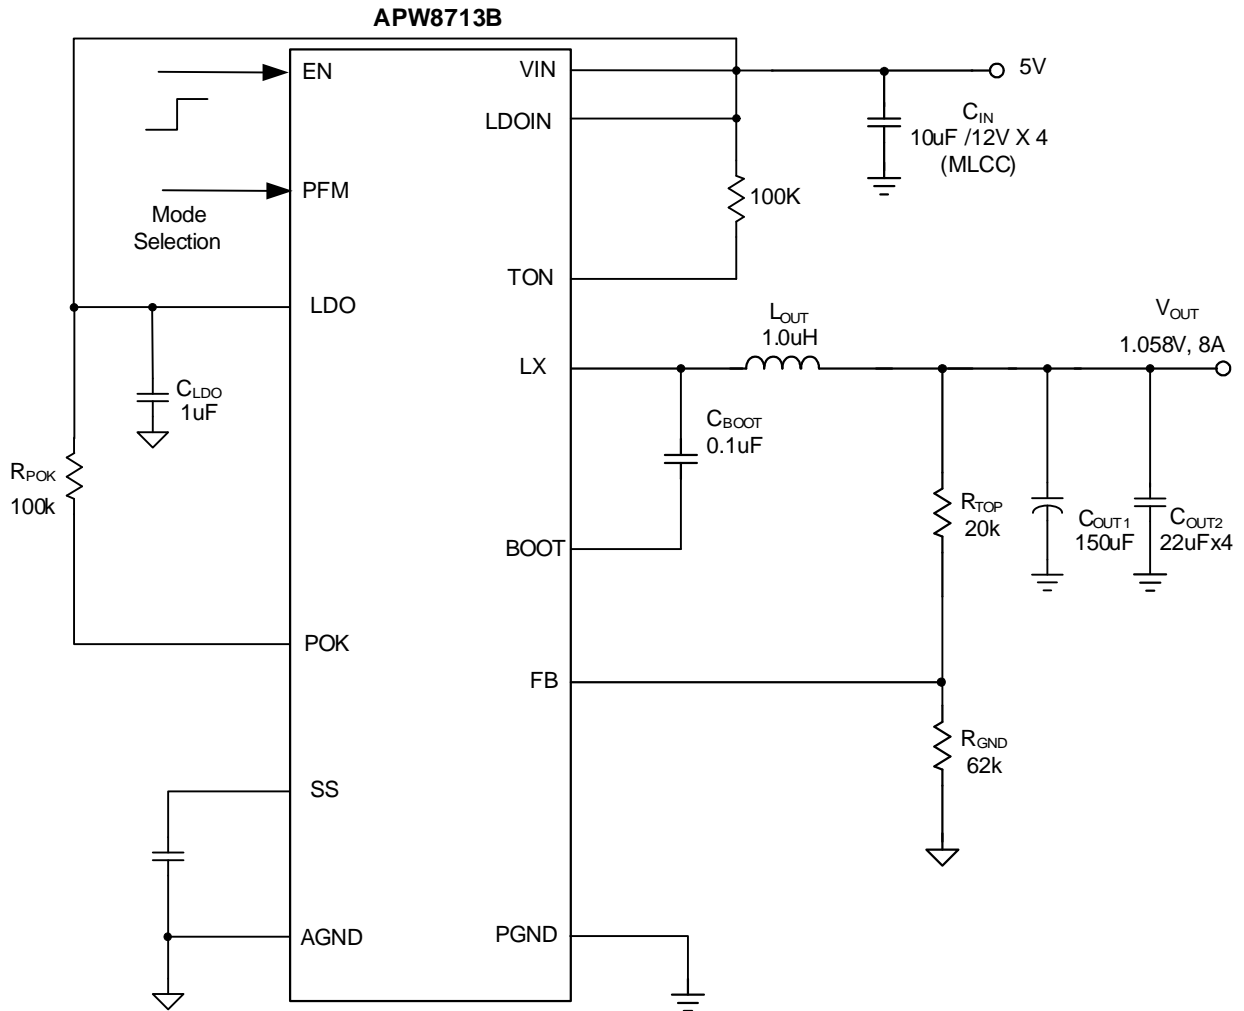 APW8713B
EN
VIN
5V
LDOIN
C_IN
10uF /12V X 4
(MLCC)
PFM
100K
Mode
Selection
TON
LDO
L_OUT
1.0uH
V_OUT
1.058V, 8A
LX
C_LDO
1uF
C_BOOT
0.1uF
R_POK
100k
R_TOP
20k
C_OUT1
150uF
C_OUT2
22uFx4
BOOT
POK
FB
R_GND
62k
SS
AGND
PGND